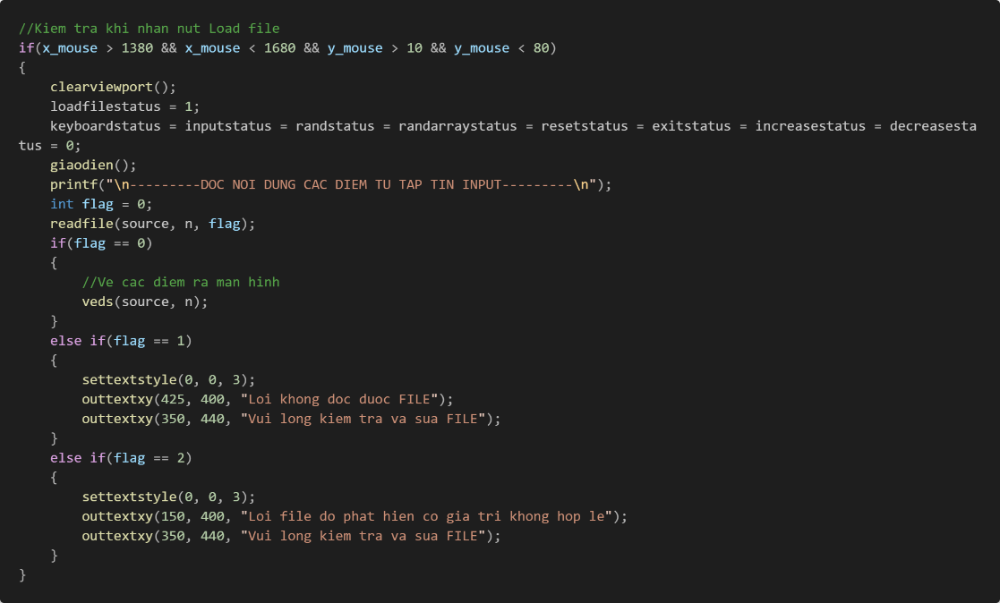 //Kiem tra khi nhan nut Load file
if(x_mouse > 1380 && x_mouse < 1680 && y_mouse > 10 && y_mouse < 80)
{
    clearviewport();
    loadfilestatus = 1;
    keyboardstatus = inputstatus = randstatus = randarraystatus = resetstatus = exitstatus = increasestatus = decreasesta
tus = 0;
    giaodien();
    printf("\n---------DOC NOI DUNG CAC DIEM TU TAP TIN INPUT---------\n");
    int flag = 0;
    readfile(source, n, flag);
    if(flag == 0)
    {
        //Ve cac diem ra man hinh
        veds(source, n);
    }
    else if(flag == 1)
    {
        settextstyle(0, 0, 3);
        outtextxy(425, 400, "Loi khong doc duoc FILE");
        outtextxy(350, 440, "Vui long kiem tra va sua FILE");
    }
    else if(flag == 2)
    {
        settextstyle(0, 0, 3);
        outtextxy(150, 400, "Loi file do phat hien co gia tri khong hop le");
        outtextxy(350, 440, "Vui long kiem tra va sua FILE");
    }
}